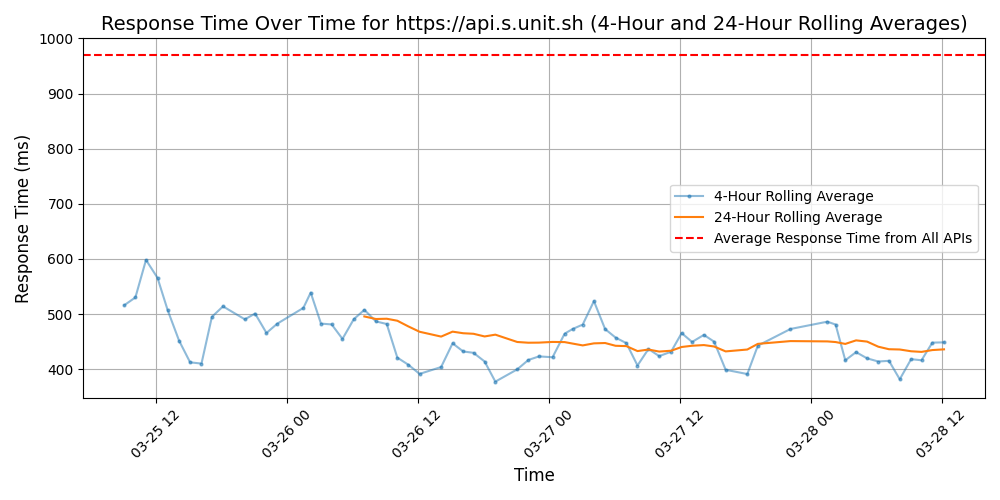 Response Time Over Time for https://api.s.unit.sh (4-Hour and 24-Hour Rolling Averages)
Response Time (ms)
1000
900
800
700
600
500
400
4-Hour Rolling Average
24-Hour Rolling Average
Average Response Time from All APIs
03-25 12
03-26 00
03-26 12
03-27 00
03-27 12
03-28 00
03-28 12
Time